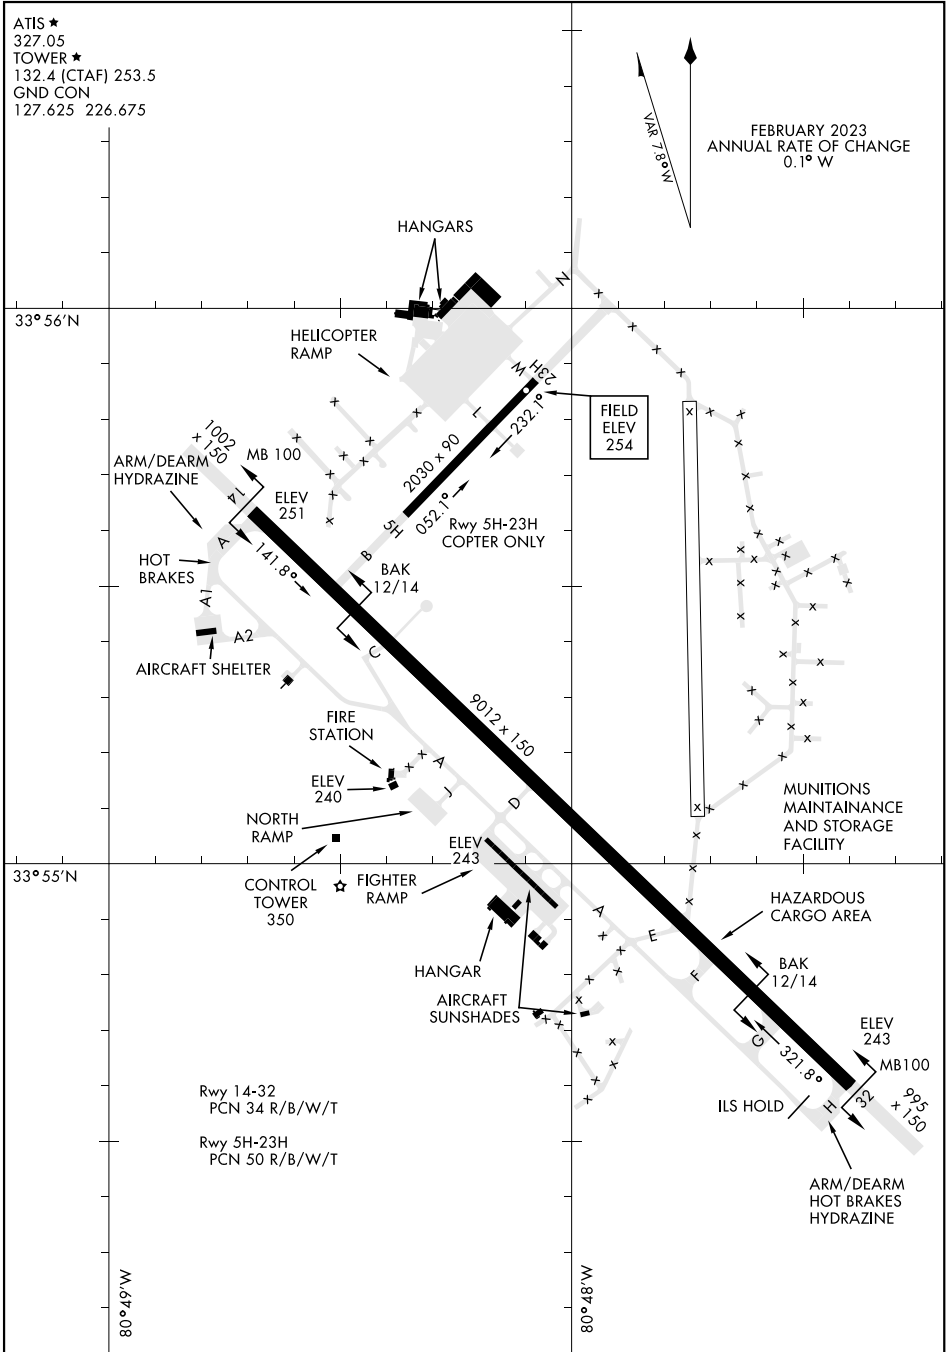 ATIS ★
327.05
TOWER ★
132.4 (CTAF) 253.5
GND CON
127.625 226.675
VAR 7.8°W
FEBRUARY 2023
ANNUAL RATE OF CHANGE
0.1° W
HANGARS
N
33°56'N
HELICOPTER
RAMP
W
23H
FIELD
ELEV
254
L
232.1°
2030 x 90
052.1°
1002
x 150
MB 100
ARM/DEARM
HYDRAZINE
14
ELEV
251
5H
Rwy 5H-23H
COPTER ONLY
A
141.8°
B
HOT
BRAKES
BAK
12/14
A1
A2
C
AIRCRAFT SHELTER
9012 x 150
FIRE
STATION
A
ELEV
240
J
D
MUNITIONS
MAINTAINANCE
AND STORAGE
FACILITY
NORTH
RAMP
ELEV
243
33°55'N
CONTROL
TOWER
350
FIGHTER
RAMP
HAZARDOUS
CARGO AREA
A
E
F
HANGAR
BAK
12/14
AIRCRAFT
SUNSHADES
G
321.8°
ELEV
243
MB100
Rwy 14-32
PCN 34 R/B/W/T
ILS HOLD
H
32
995
x 150
Rwy 5H-23H
PCN 50 R/B/W/T
ARM/DEARM
HOT BRAKES
HYDRAZINE
80°49'W
80°48'W